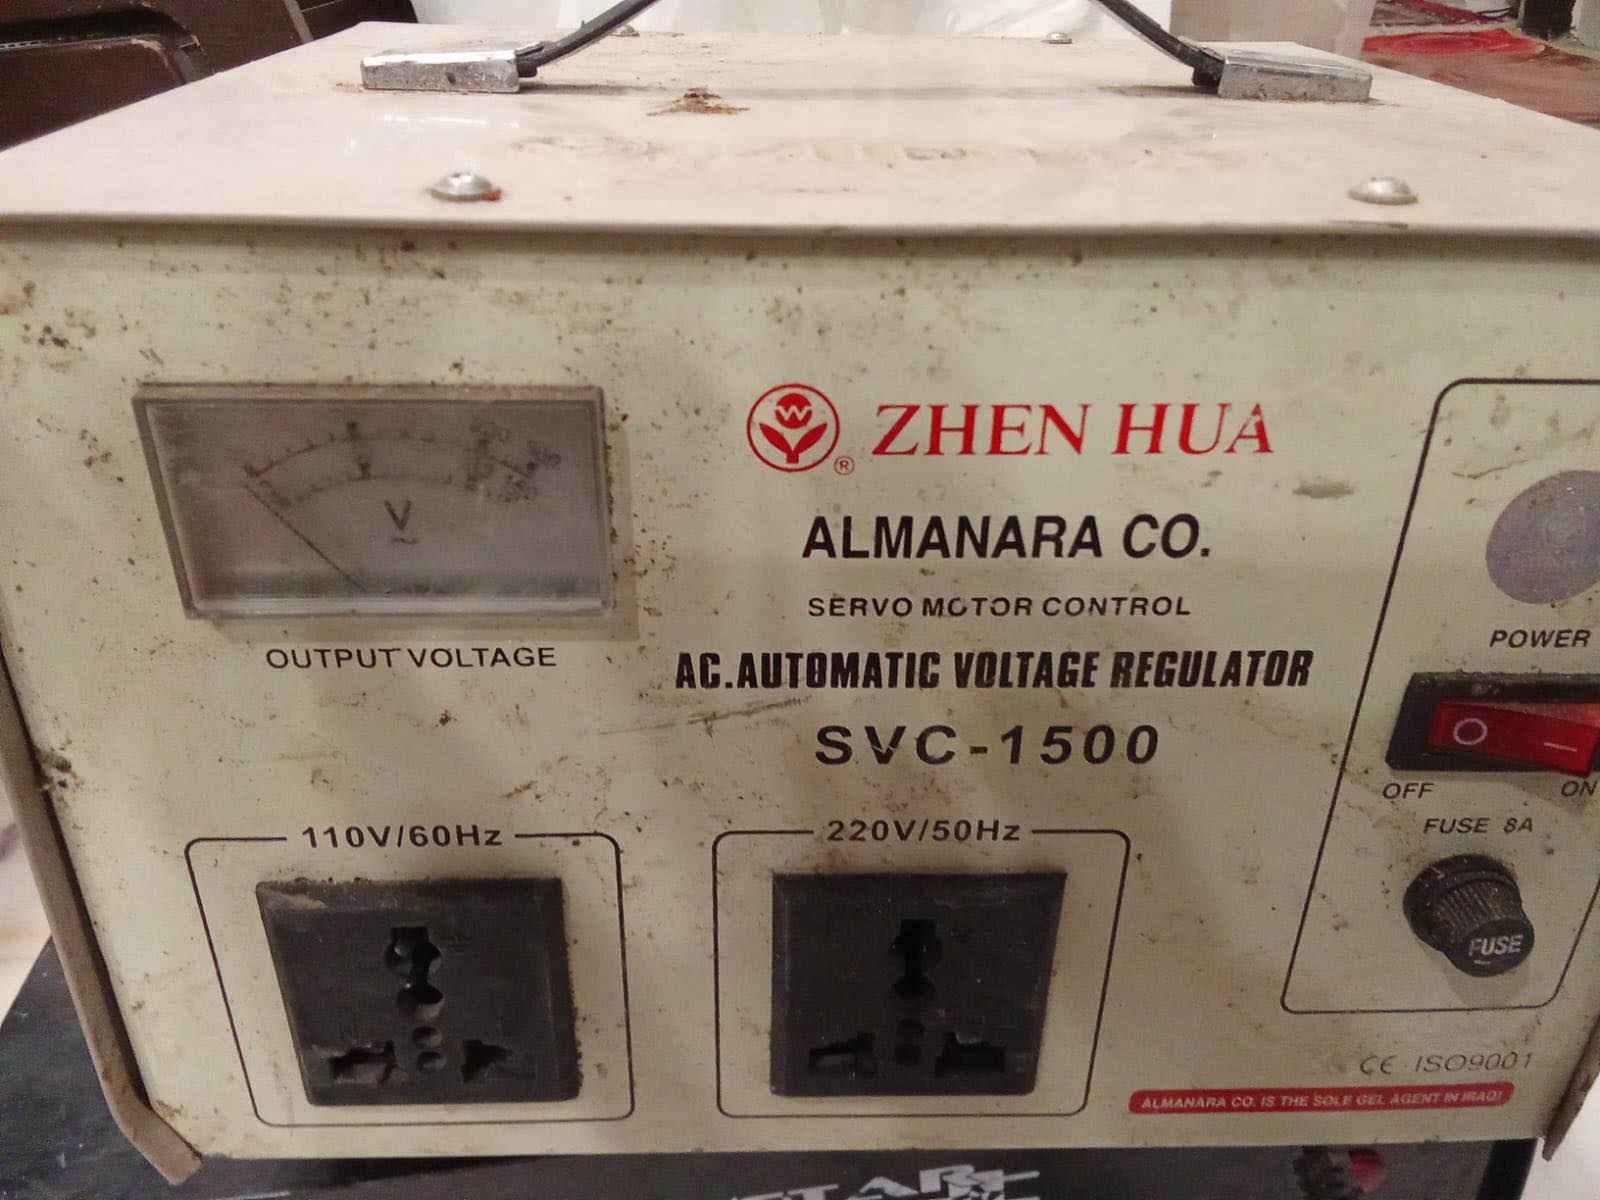 W
® ZHEN HUA
ALMANARA CO.
SERVO MOTOR CONTROL
AC.AUTOMATIC VOLTAGE REGULATOR
SVC-1500
V
~
OUTPUT VOLTAGE
110V/60Hz
220V/50Hz
POWER
OFF ON
FUSE 8A
FUSE
CE ISO9001
ALMANARA CO. IS THE SOLE GEL AGENT IN IRAQ!